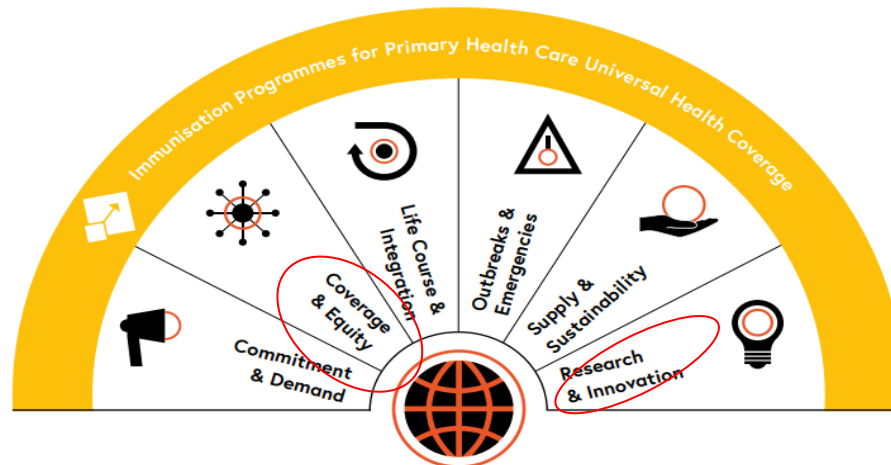 Immunisation Programmes for Primary Health Care Universal Health Coverage
Commitment
& Demand
Coverage
& Equity
Life Course &
Integration
Outbreaks &
Emergencies
Supply &
Sustainability
Research
& Innovation